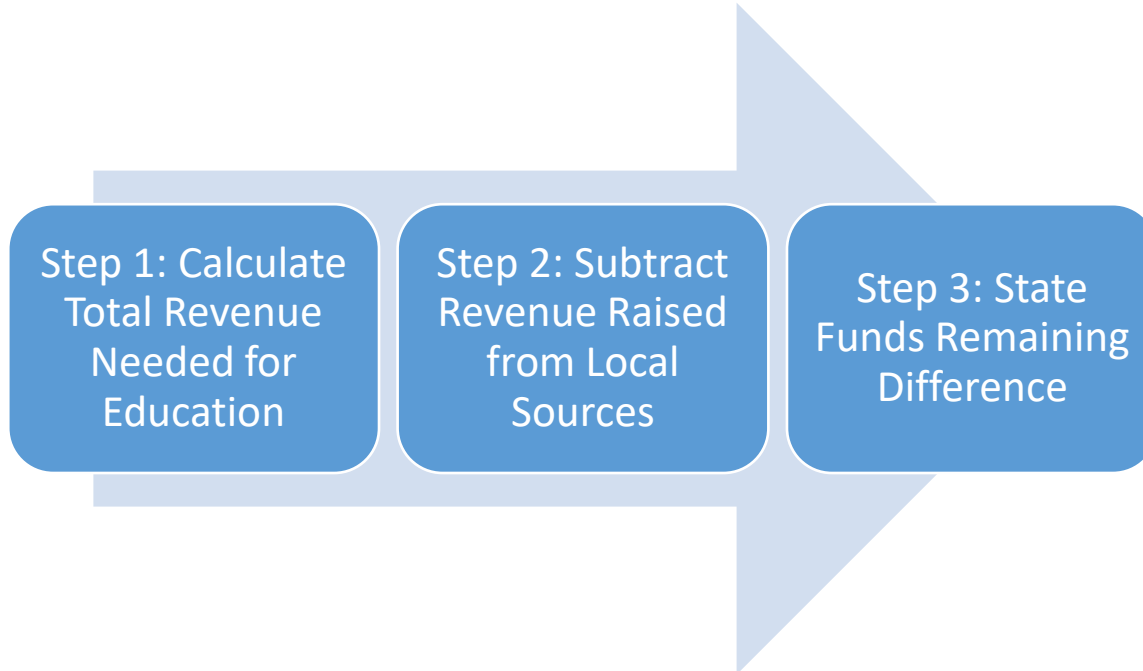 Step 1: Calculate
Total Revenue
Needed for
Education
Step 2: Subtract
Revenue Raised
from Local
Sources
Step 3: State
Funds Remaining
Difference